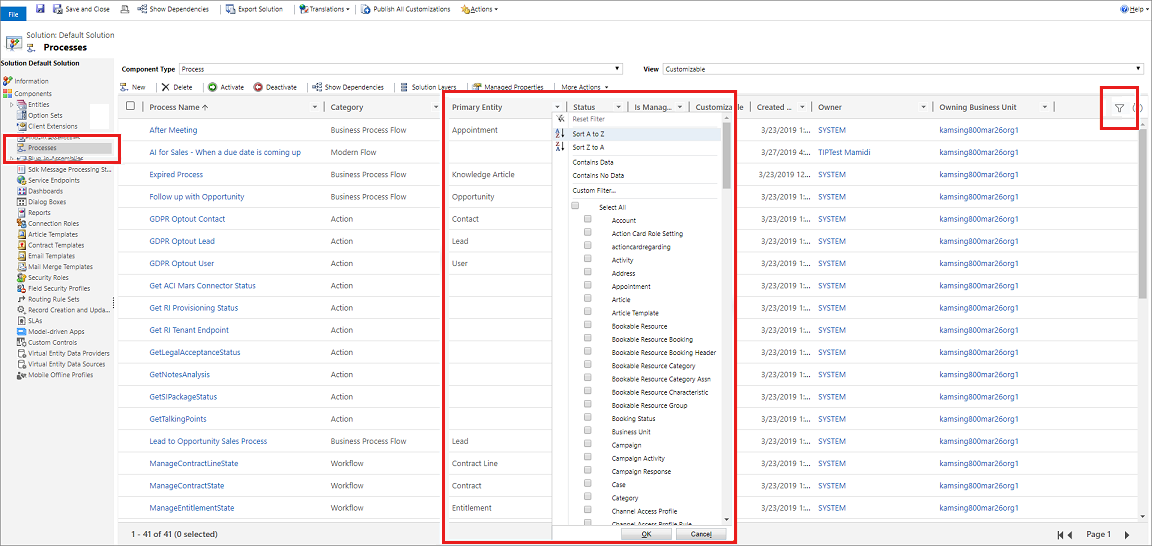 File Save and Close Show Dependencies Export Solution Translations Publish All Customizations Actions Help
Solution: Default Solution
Processes
Solution Default Solution
Information
Components
Entities
Option Sets
Client Extensions
Processes
Plug-in Assemblies
Sdk Message Processing St...
Service Endpoints
Dashboards
Dialog Boxes
Reports
Connection Roles
Article Templates
Contract Templates
Email Templates
Mail Merge Templates
Security Roles
Field Security Profiles
Routing Rule Sets
Record Creation and Upda...
SLAs
Model-driven Apps
Custom Controls
Virtual Entity Data Providers
Virtual Entity Data Sources
Mobile Offline Profiles
Component Type Process View Customizable
New Delete Activate Deactivate Show Dependencies Solution Layers Managed Properties More Actions
Process Name Category Primary Entity Status Is Manag... Customizable Created ... Owner Owning Business Unit
After Meeting Business Process Flow Appointment 3/23/2019 1:... SYSTEM kamsing800mar26org1
AI for Sales - When a due date is coming up Modern Flow 3/27/2019 4:... TIPTest Mamidi kamsing800mar26org1
Expired Process Business Process Flow Knowledge Article 3/23/2019 12... SYSTEM kamsing800mar26org1
Follow up with Opportunity Business Process Flow Opportunity 3/23/2019 1:... SYSTEM kamsing800mar26org1
GDPR Optout Contact Action Contact 3/23/2019 1:... SYSTEM kamsing800mar26org1
GDPR Optout Lead Action Lead 3/23/2019 1:... SYSTEM kamsing800mar26org1
GDPR Optout User Action User 3/23/2019 1:... SYSTEM kamsing800mar26org1
Get ACI Mars Connector Status Action 3/23/2019 1:... SYSTEM kamsing800mar26org1
Get RI Provisioning Status Action 3/23/2019 1:... SYSTEM kamsing800mar26org1
Get RI Tenant Endpoint Action 3/23/2019 1:... SYSTEM kamsing800mar26org1
GetLegalAcceptanceStatus Action 3/23/2019 1:... SYSTEM kamsing800mar26org1
GetNotesAnalysis Action 3/23/2019 1:... SYSTEM kamsing800mar26org1
GetSIPackageStatus Action 3/23/2019 1:... SYSTEM kamsing800mar26org1
GetTalkingPoints Action 3/23/2019 1:... SYSTEM kamsing800mar26org1
Lead to Opportunity Sales Process Business Process Flow Lead 3/23/2019 1:... SYSTEM kamsing800mar26org1
ManageContractLineState Workflow Contract Line 3/23/2019 1:... SYSTEM kamsing800mar26org1
ManageContractState Workflow Contract 3/23/2019 1:... SYSTEM kamsing800mar26org1
ManageEntitlementState Workflow Entitlement 3/23/2019 1:... SYSTEM kamsing800mar26org1
Reset Filter
Sort A to Z
Sort Z to A
Contains Data
Contains No Data
Custom Filter...
Select All
Account
Action Card Role Setting
actioncardregarding
Activity
Address
Appointment
Article
Article Template
Bookable Resource
Bookable Resource Booking
Bookable Resource Booking Header
Bookable Resource Category
Bookable Resource Category Assn
Bookable Resource Characteristic
Bookable Resource Group
Booking Status
Business Unit
Campaign
Campaign Activity
Campaign Response
Case
Category
Channel Access Profile
Channel Access Profile Rule
OK Cancel
1 - 41 of 41 (0 selected) Page 1